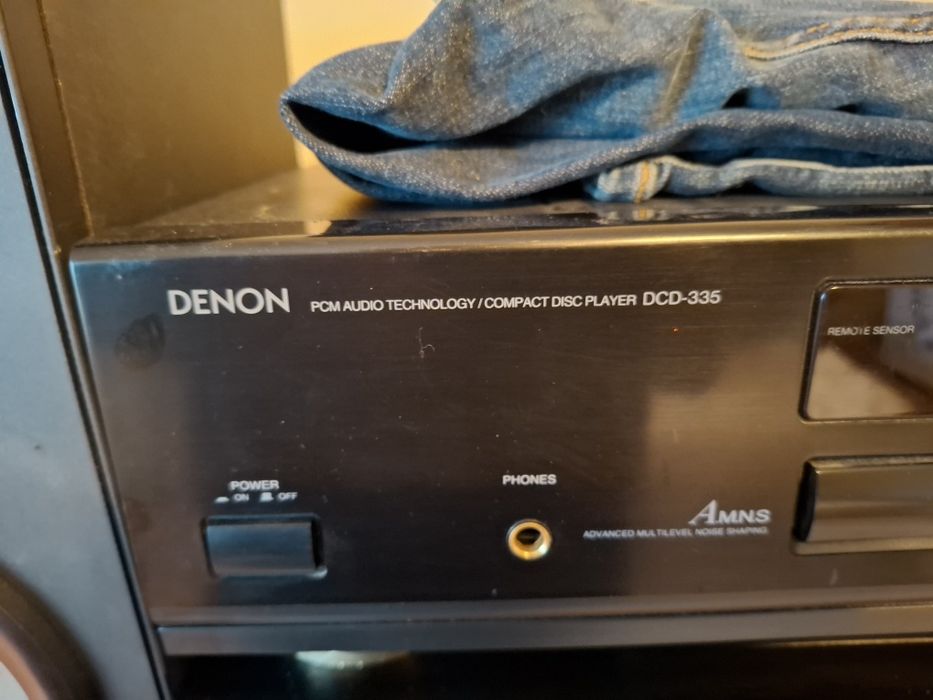 DENON PCM AUDIO TECHNOLOGY / COMPACT DISC PLAYER DCD-335
REMOTE SENSOR
POWER
ON OFF
PHONES
AMNS
ADVANCED MULTILEVEL NOISE SHAPING